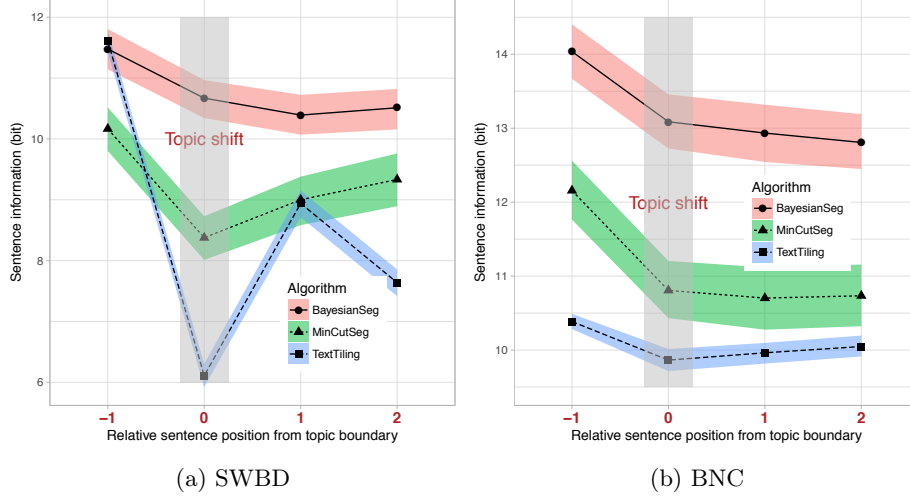 12
10
8
6
Sentence information (bit)
Topic shift
Algorithm
BayesianSeg
MinCutSeg
TextTiling
−1 0 1 2
Relative sentence position from topic boundary
(a) SWBD
14
13
12
11
10
Sentence information (bit)
Topic shift
Algorithm
BayesianSeg
MinCutSeg
TextTiling
−1 0 1 2
Relative sentence position from topic boundary
(b) BNC